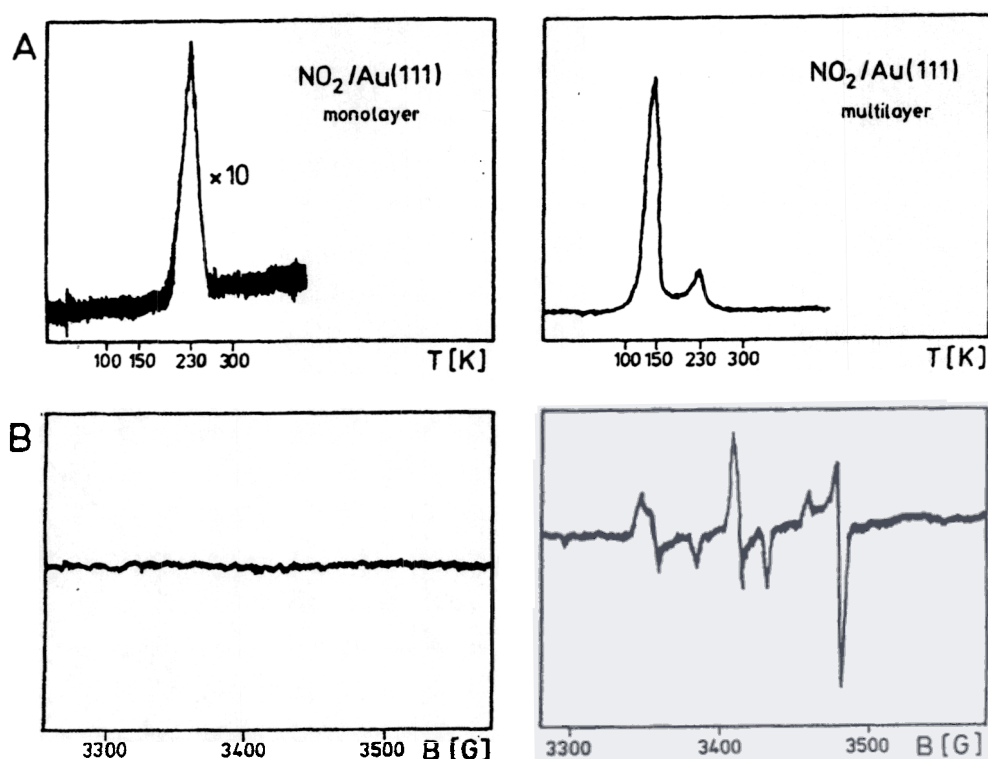 A
NO₂/Au(111)
monolayer
×10
100 150 230 300 T[K]
NO₂/Au(111)
multilayer
100 150 230 300 T[K]
B
3300 3400 3500 B[G]
3300 3400 3500 B[G]